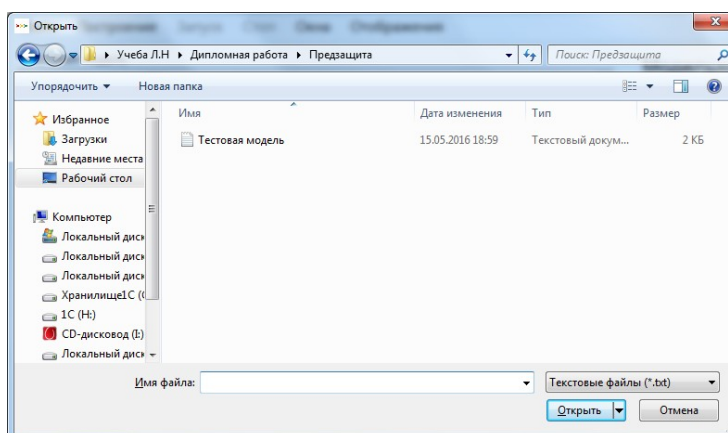 Открыть
Учеба Л.Н ▸ Дипломная работа ▸ Предзащита
Поиск: Предзащита
Упорядочить ▼ Новая папка
Имя Дата изменения Тип Размер
Тестовая модель 15.05.2016 18:59 Текстовый докум... 2 КБ
Избранное
Загрузки
Недавние места
Рабочий стол
Компьютер
Локальный диск
Локальный диск
Локальный диск
Хранилище1С (
1С (H:)
CD-дисковод (I:)
Локальный диск
Имя файла:
Текстовые файлы (*.txt)
Открыть Отмена